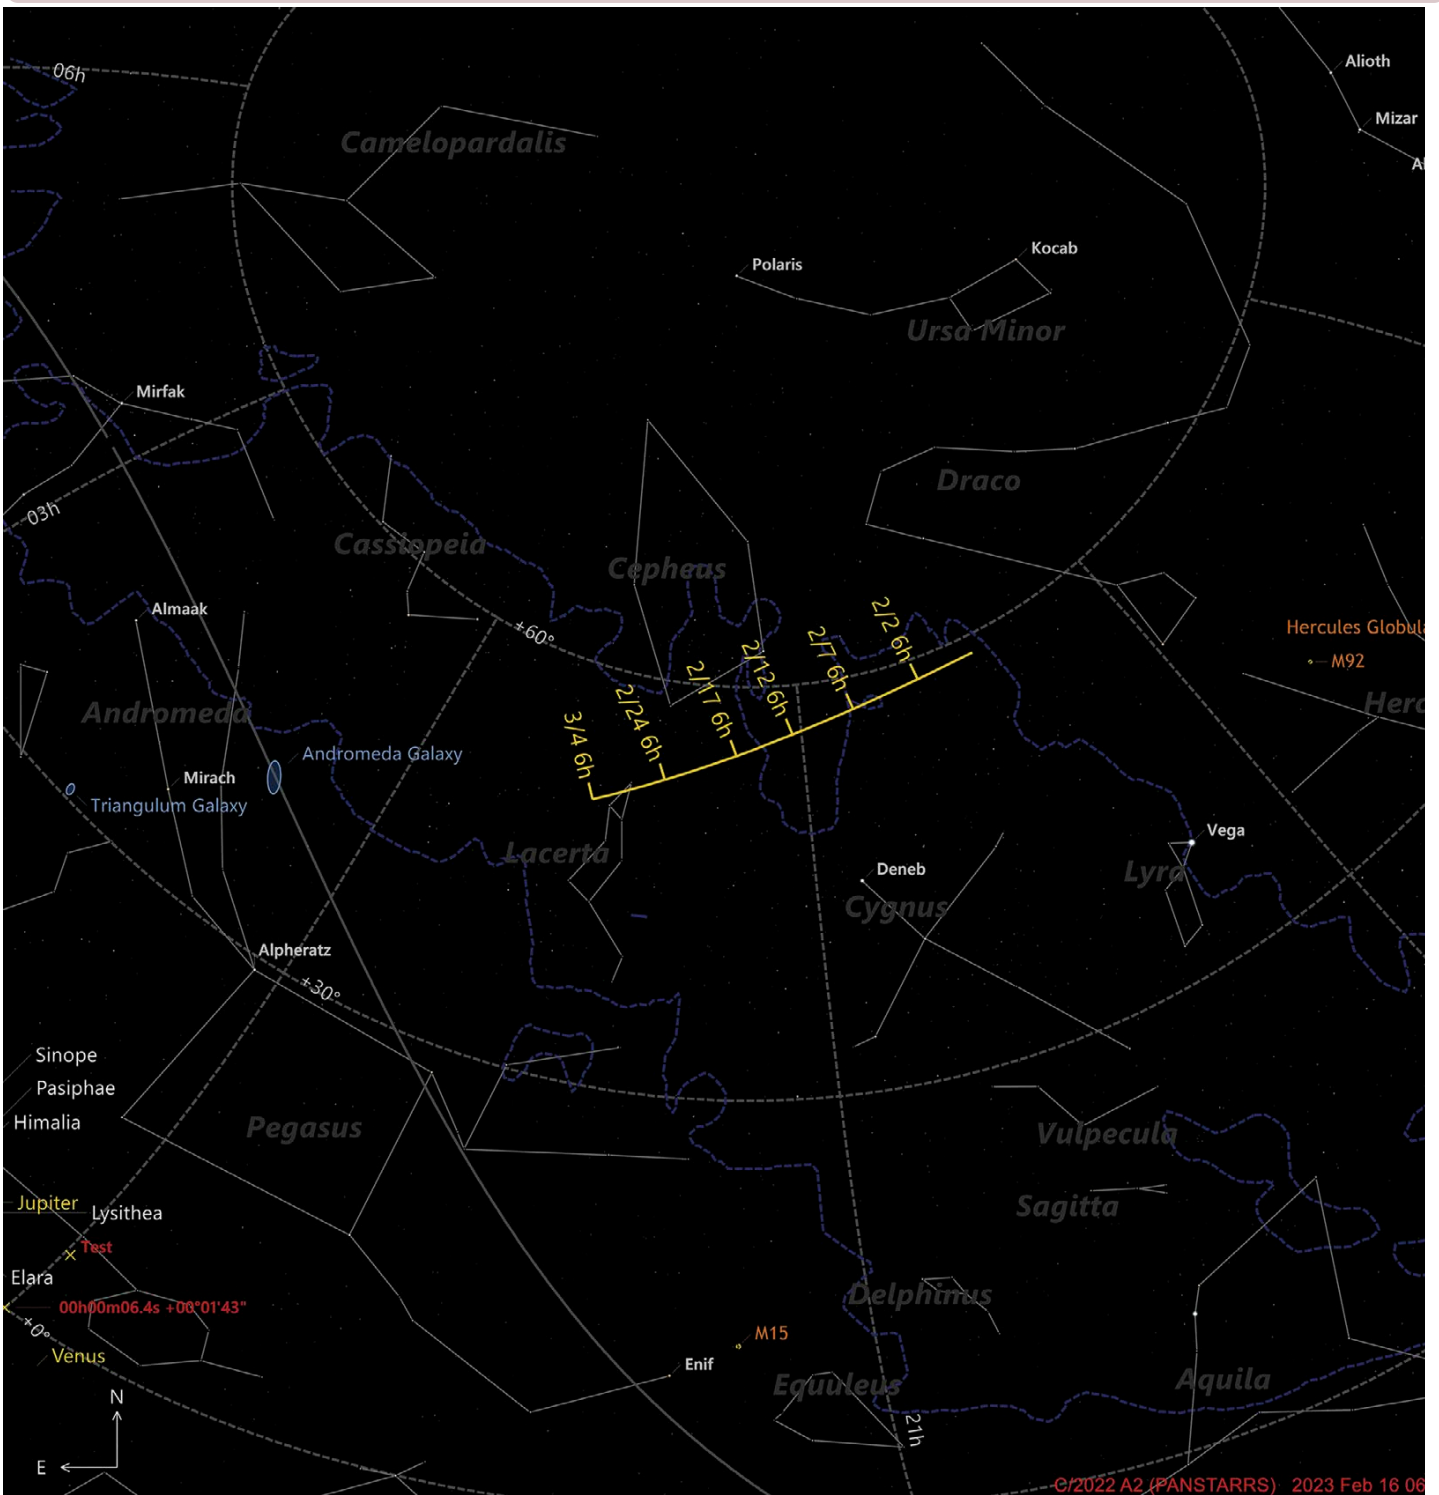 Alioth
06h
Mizar
Camelopardalis
Al
Kocab
Polaris
Ursa Minor
Mirfak
Draco
03h
Cassiopeia
Cepheus
Almaak
+60°
2/2 6h
2/7 6h
2/12 6h
2/17 6h
2/24 6h
3/4 6h
Hercules Globula
M92
Herc
Andromeda
Andromeda Galaxy
Mirach
Triangulum Galaxy
Vega
Lacerta
Deneb
Lyra
Cygnus
Alpheratz
+30°
Sinope
Pasiphae
Himalia
Pegasus
Vulpecula
Jupiter
Lysithea
Sagitta
Test
Elara
Delphinus
00h00m06.4s +00°01'43"
+0°
M15
Venus
Enif
Equuleus
Aquila
N
21h
E
C/2022 A2 (PANSTARRS) 2023 Feb 16 06